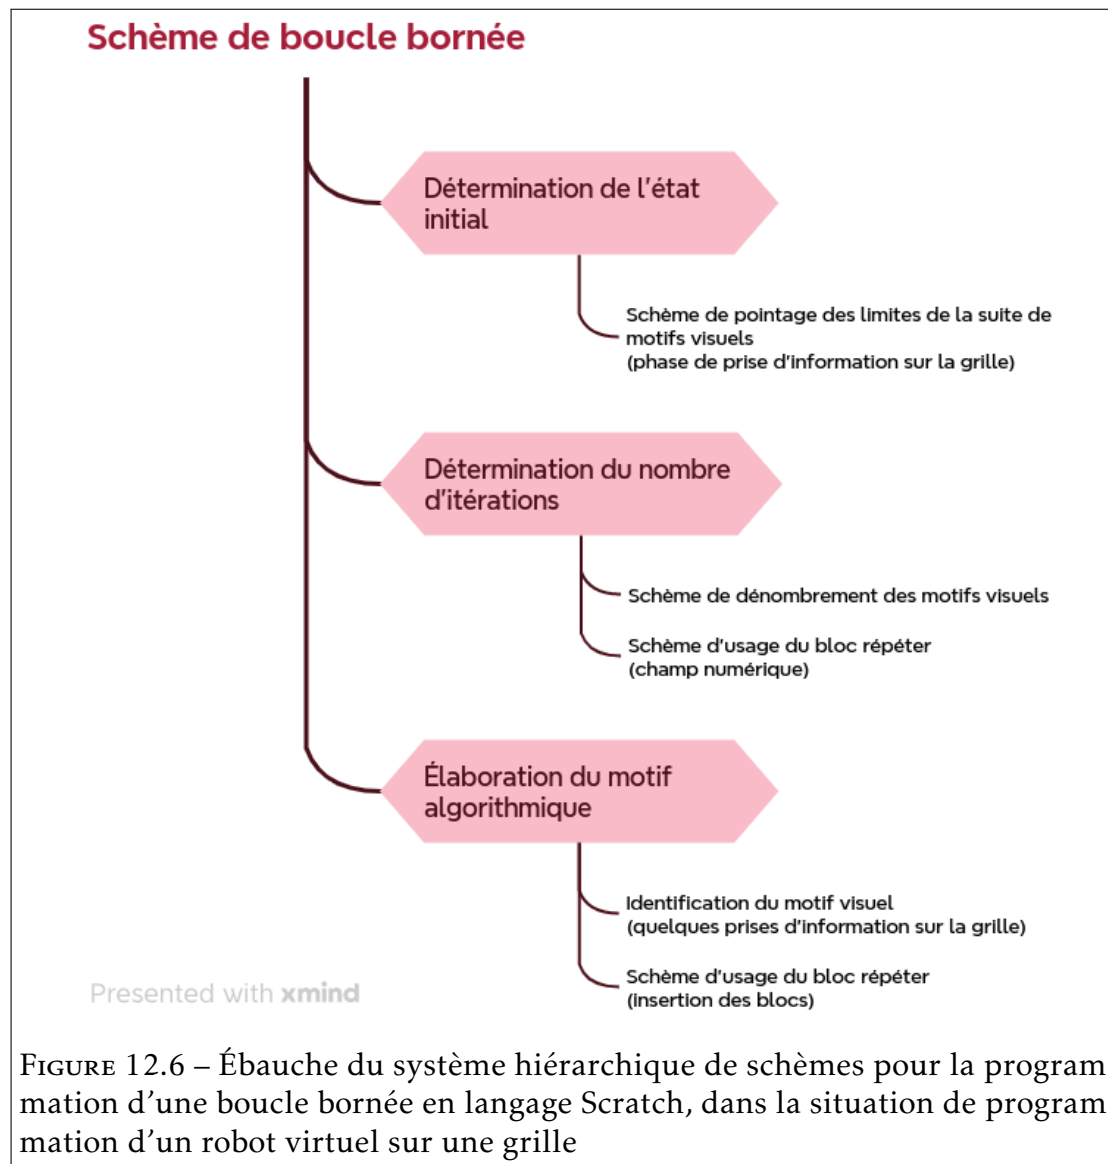 Schème de boucle bornée
Détermination de l'état
initial
Schème de pointage des limites de la suite de
motifs visuels
(phase de prise d'information sur la grille)
Détermination du nombre
d'itérations
Schème de dénombrement des motifs visuels
Schème d'usage du bloc répéter
(champ numérique)
Élaboration du motif
algorithmique
Identification du motif visuel
(quelques prises d'information sur la grille)
Schème d'usage du bloc répéter
(insertion des blocs)
Presented with xmind
FIGURE 12.6 – Ébauche du système hiérarchique de schèmes pour la program
mation d'une boucle bornée en langage Scratch, dans la situation de program
mation d'un robot virtuel sur une grille